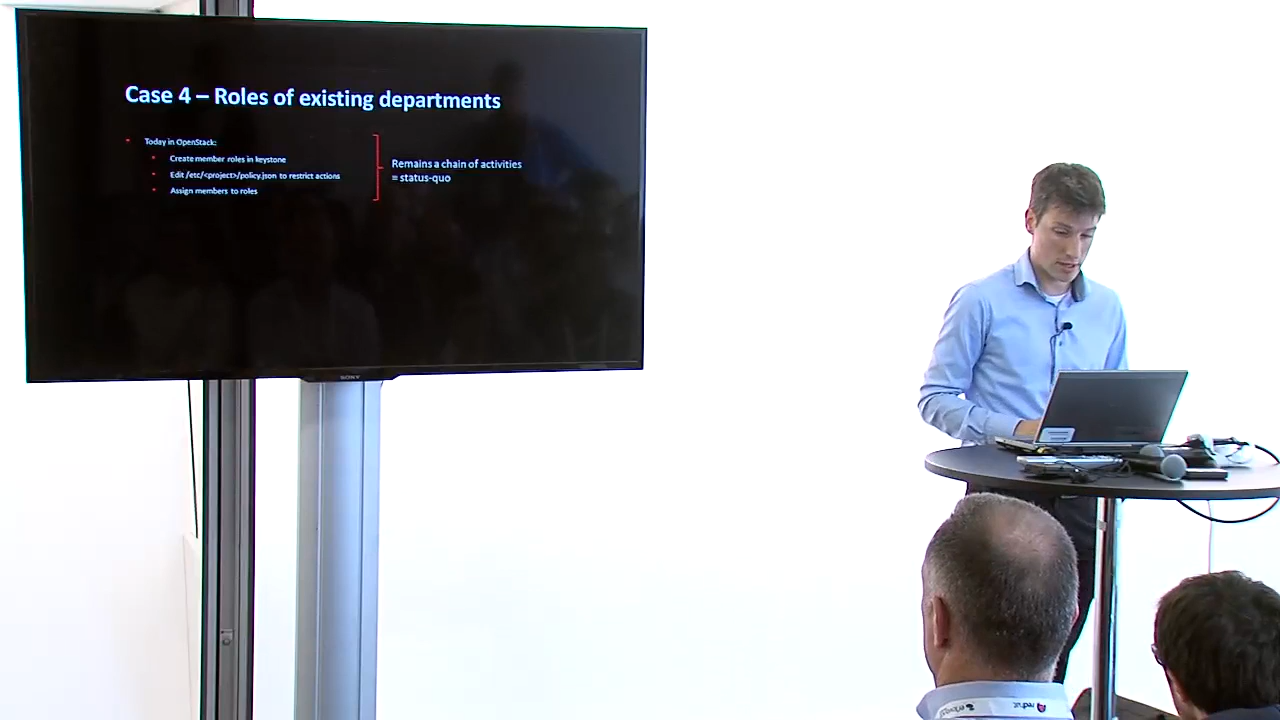 Case 4 – Roles of existing departments
Today in OpenStack:
Create member roles in keystone
Edit /etc/<project>/policy.json to restrict actions
Assign members to roles
Remains a chain of activities
= status-quo
SONY
redhat